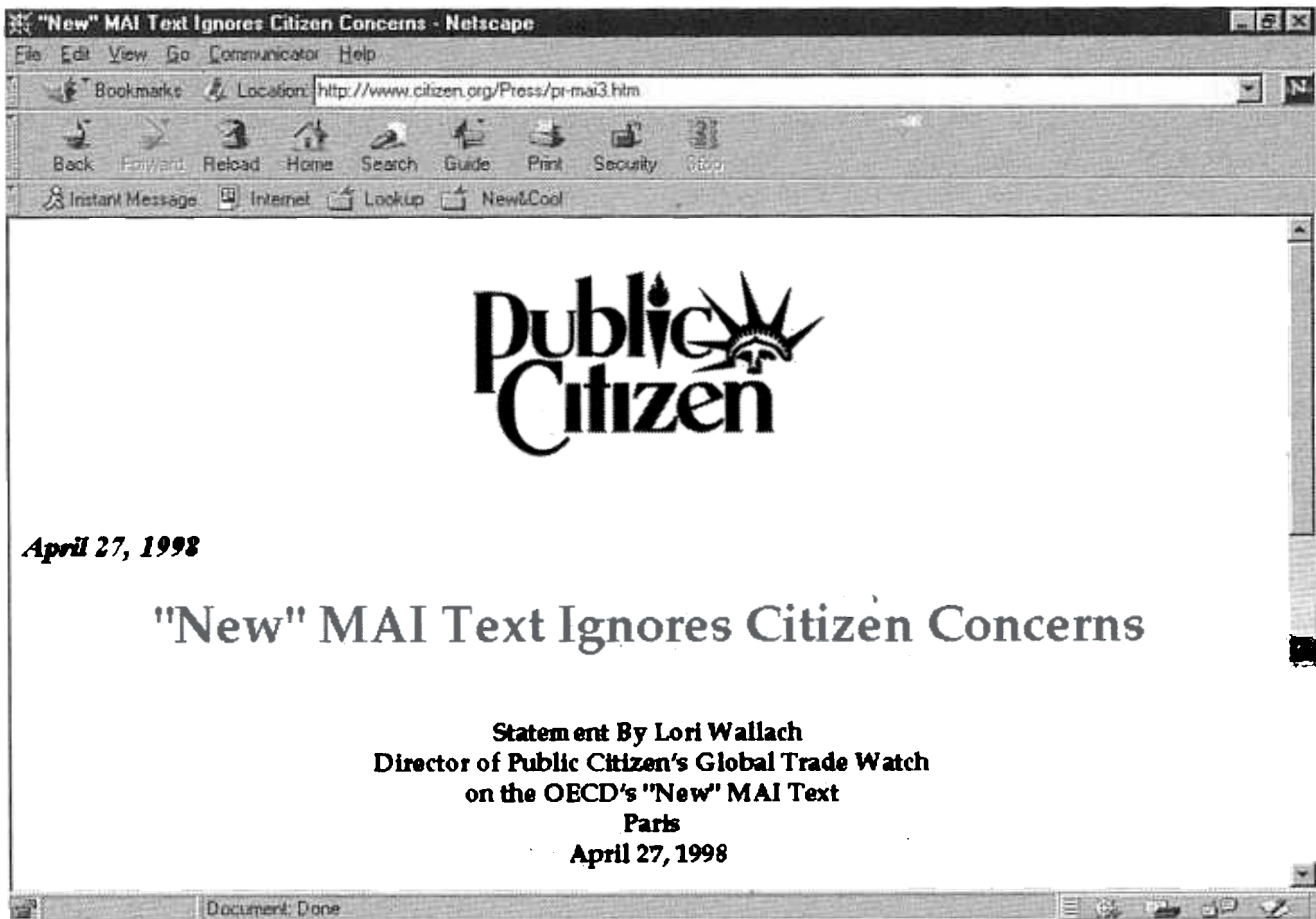 "New" MAI Text Ignores Citizen Concerns - Netscape
File Edit View Go Communicator Help
Bookmarks Location: http://www.citizen.org/Press/pr-mai3.htm
N
Back Forward Reload Home Search Guide Print Security Stop
Instant Message Internet Lookup New&Cool
Public Citizen
April 27, 1998
"New" MAI Text Ignores Citizen Concerns
Statement By Lori Wallach
Director of Public Citizen's Global Trade Watch
on the OECD's "New" MAI Text
Paris
April 27, 1998
Document: Done